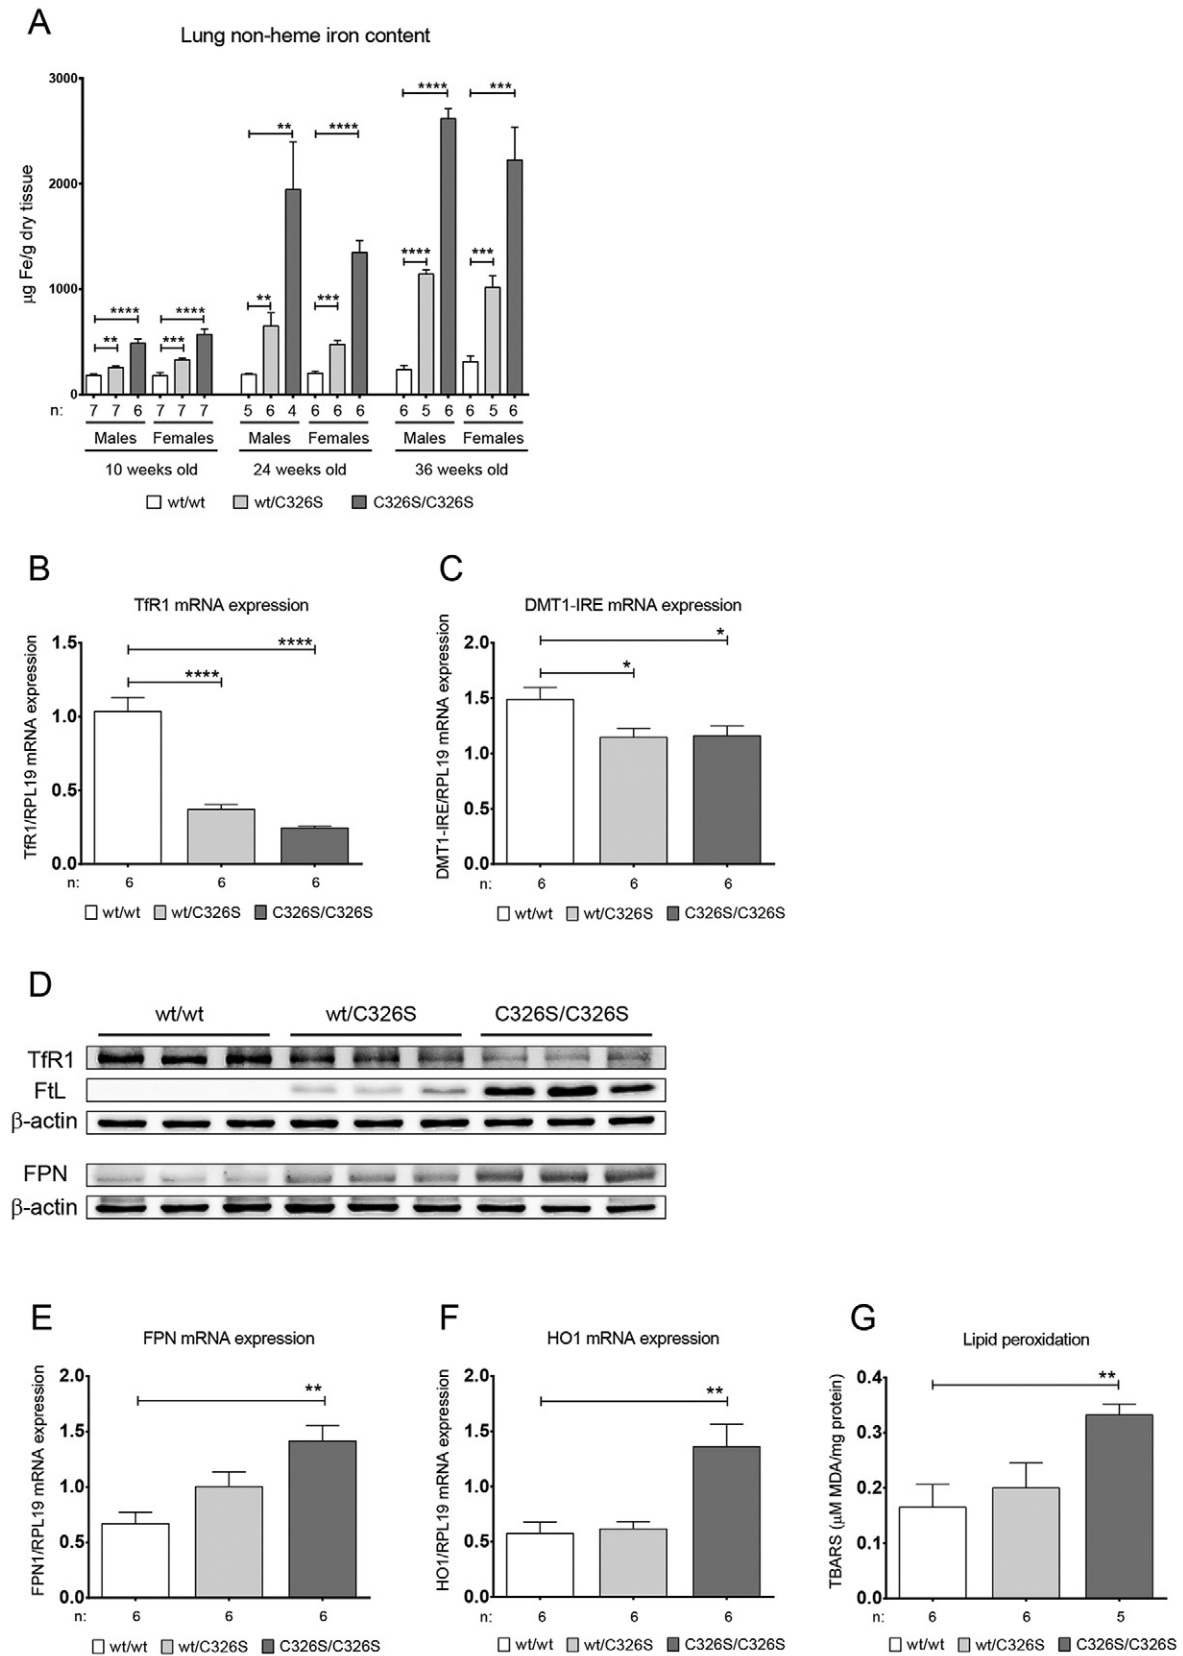 A
Lung non-heme iron content
µg Fe/g dry tissue
3000
2000
1000
0
**** ***
** ****
**** ***
**** ****
** ***
** ***
n: 7 7 6 7 7 7 5 6 4 6 6 6 6 5 6 6 5 6
Males Females Males Females Males Females
10 weeks old 24 weeks old 36 weeks old
wt/wt wt/C326S C326S/C326S
B
TfR1 mRNA expression
TfR1/RPL19 mRNA expression
1.5
1.0
0.5
0.0
****
****
n: 6 6 6
wt/wt wt/C326S C326S/C326S
C
DMT1-IRE mRNA expression
DMT1-IRE/RPL19 mRNA expression
2.0
1.5
1.0
0.5
0.0
*
*
n: 6 6 6
wt/wt wt/C326S C326S/C326S
D
wt/wt wt/C326S C326S/C326S
TfR1
FtL
β-actin
FPN
β-actin
E
FPN mRNA expression
FPN1/RPL19 mRNA expression
2.0
1.5
1.0
0.5
0.0
**
n: 6 6 6
wt/wt wt/C326S C326S/C326S
F
HO1 mRNA expression
HO1/RPL19 mRNA expression
2.0
1.5
1.0
0.5
0.0
**
n: 6 6 6
wt/wt wt/C326S C326S/C326S
G
Lipid peroxidation
TBARS (µM MDA/mg protein)
0.4
0.3
0.2
0.1
0.0
**
n: 6 6 5
wt/wt wt/C326S C326S/C326S